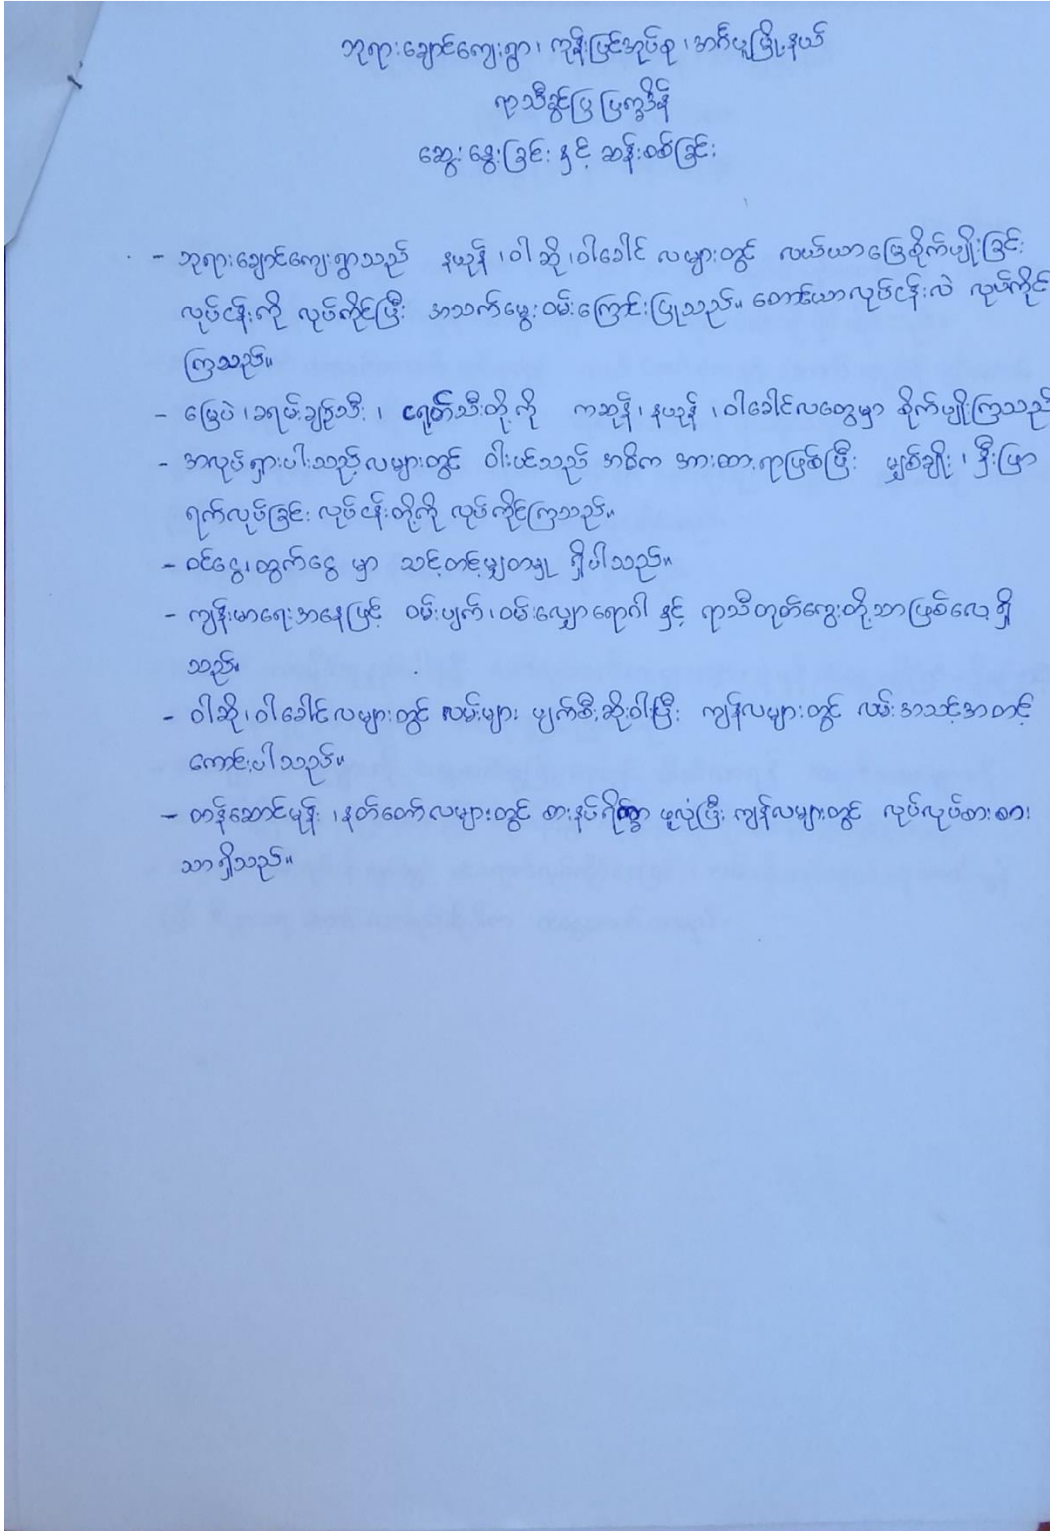 ဘုရားချောင်ကျေးရွာ၊ ကုန်းမြင့်အုပ်စု ၊အင်္ဂပူမြို့နယ်
ရာသီခွင်ပြ ပြက္ခဒိန်
ဆွေးနွေးခြင်း နှင့် ဆန်းစစ်ခြင်း
- ဘုရားချောင်ကျေးရွာသည် နယုန် ၊ဝါဆို ၊ဝါခေါင် လများတွင် လယ်ယာမြေစိုက်ပျိုးခြင်း
လုပ်ငန်းကို လုပ်ကိုင်ပြီး အသက်မွေးဝမ်းကြောင်းပြုသည်။ တောင်ယာလုပ်ငန်းလဲ လုပ်ကိုင်
ကြသည်။
- မြေပဲ ၊ခရမ်းချဉ်သီး ၊ ငရုတ်သီးတို့ကို ကဆုန် ၊ နယုန် ၊ ဝါခေါင်လတွေမှာ စိုက်ပျိုးကြသည်
- အလုပ်ရှားပါးသည့်လများတွင် ဝါးပင်သည် အဓိက အားထားရာဖြစ်ပြီး မျှစ်ချိုး ၊ နှီးဖြာ
ရက်လုပ်ခြင်း လုပ်ငန်းတို့ကို လုပ်ကိုင်ကြသည်။
- ဝင်ငွေ၊ထွက်ငွေ မှာ သင့်တင့်မျှတမှု ရှိပါသည်။
- ကျန်းမာရေးအနေဖြင့် ဝမ်းပျက် ၊ ဝမ်းလျှောရောဂါ နှင့် ရာသီတုတ်ကွေးတို့သာဖြစ်လေ့ရှိ
သည်။
- ဝါဆို ၊ ဝါခေါင်လများတွင် လမ်းများ ပျက်စီးဆိုးဝါပြီး ကျန်လများတွင် လမ်းအသင့်အတင့်
ကောင်းပါသည်။
- တန်ဆောင်မုန်း ၊နတ်တော်လများတွင် စားနပ်ရိက္ခာ ဖူလုံပြီး ကျန်လများတွင် လုပ်လုပ်စားစား
သာရှိသည်။